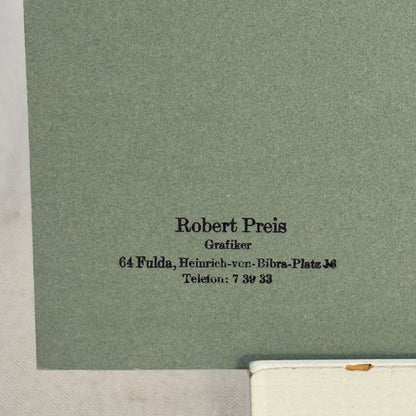 Robert Preis
Grafiker
64 Fulda, Heinrich-von-Bibra-Platz 16
Telefon: 7 39 33